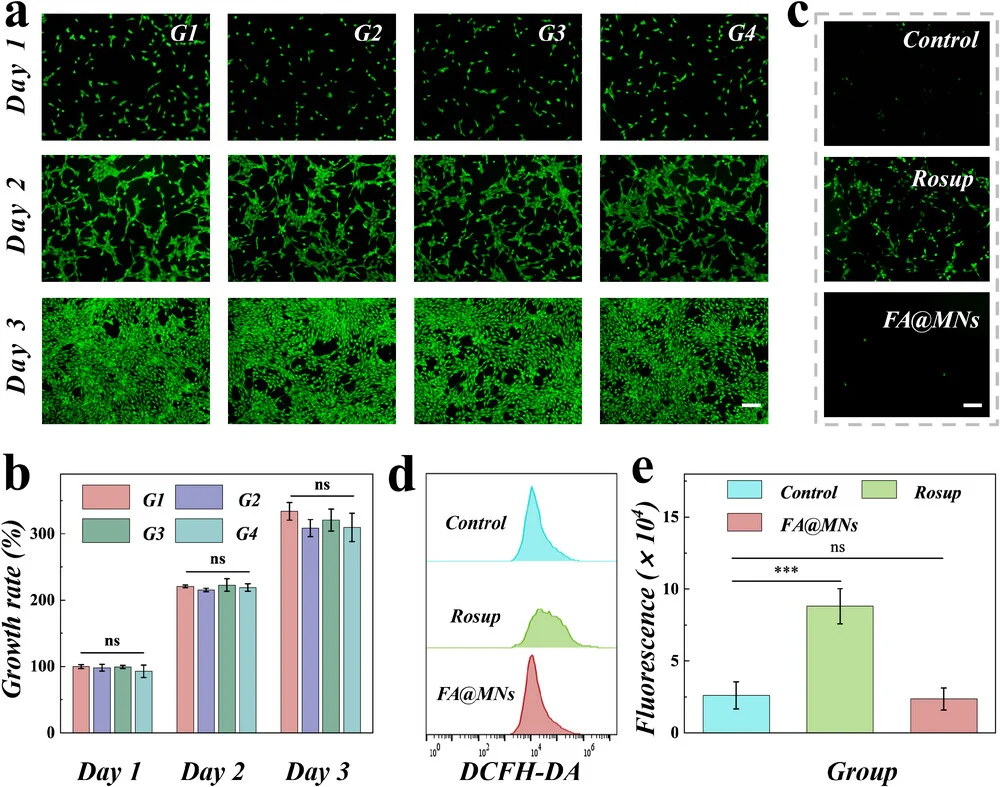 a
G1
G2
G3
G4
Day 1
Day 2
Day 3
c
Control
Rosup
FA@MNs
b
G1
G2
G3
G4
ns
ns
ns
Growth rate (%)
300
200
100
0
Day 1
Day 2
Day 3
d
Control
Rosup
FA@MNs
10⁰
10²
10⁴
10⁶
DCFH-DA
e
Control
Rosup
FA@MNs
ns
***
Fluorescence (× 10⁴)
15
10
5
0
Group